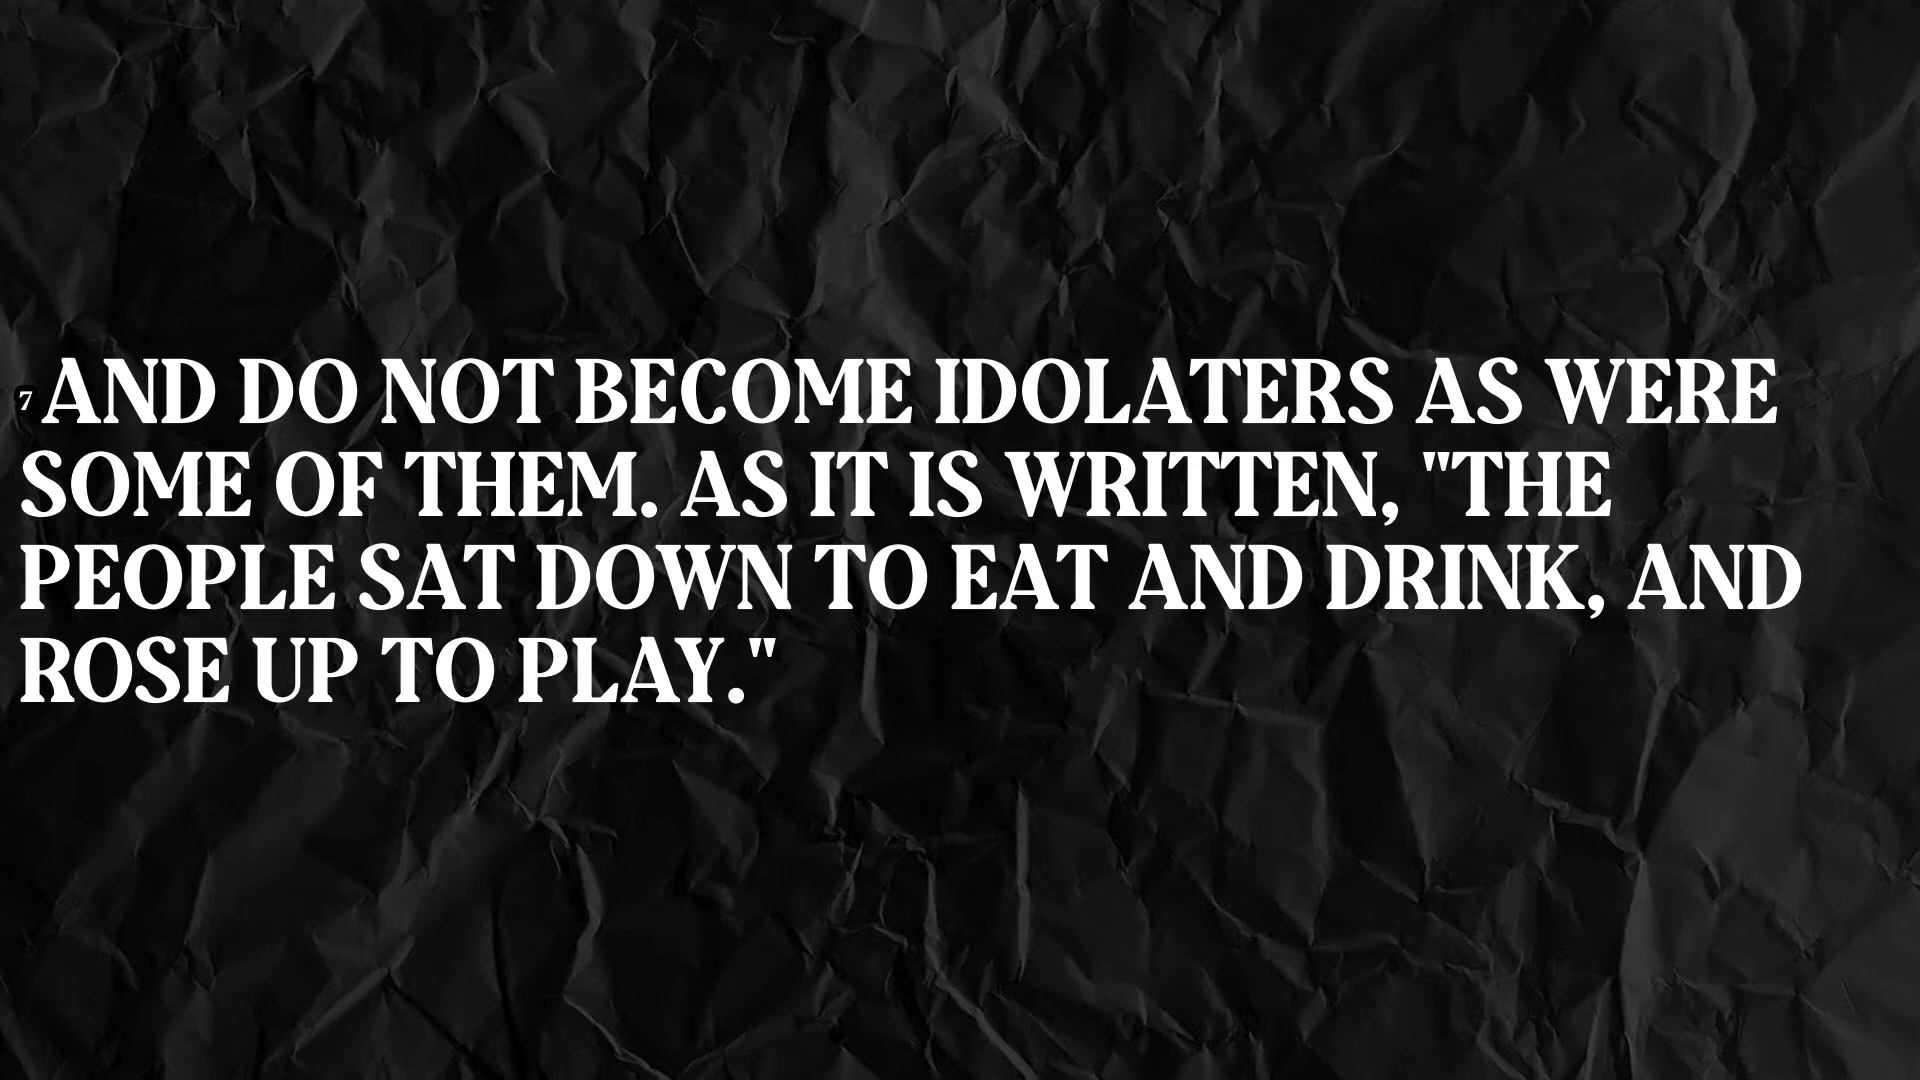 7 AND DO NOT BECOME IDOLATERS AS WERE
SOME OF THEM. AS IT IS WRITTEN, "THE
PEOPLE SAT DOWN TO EAT AND DRINK, AND
ROSE UP TO PLAY."